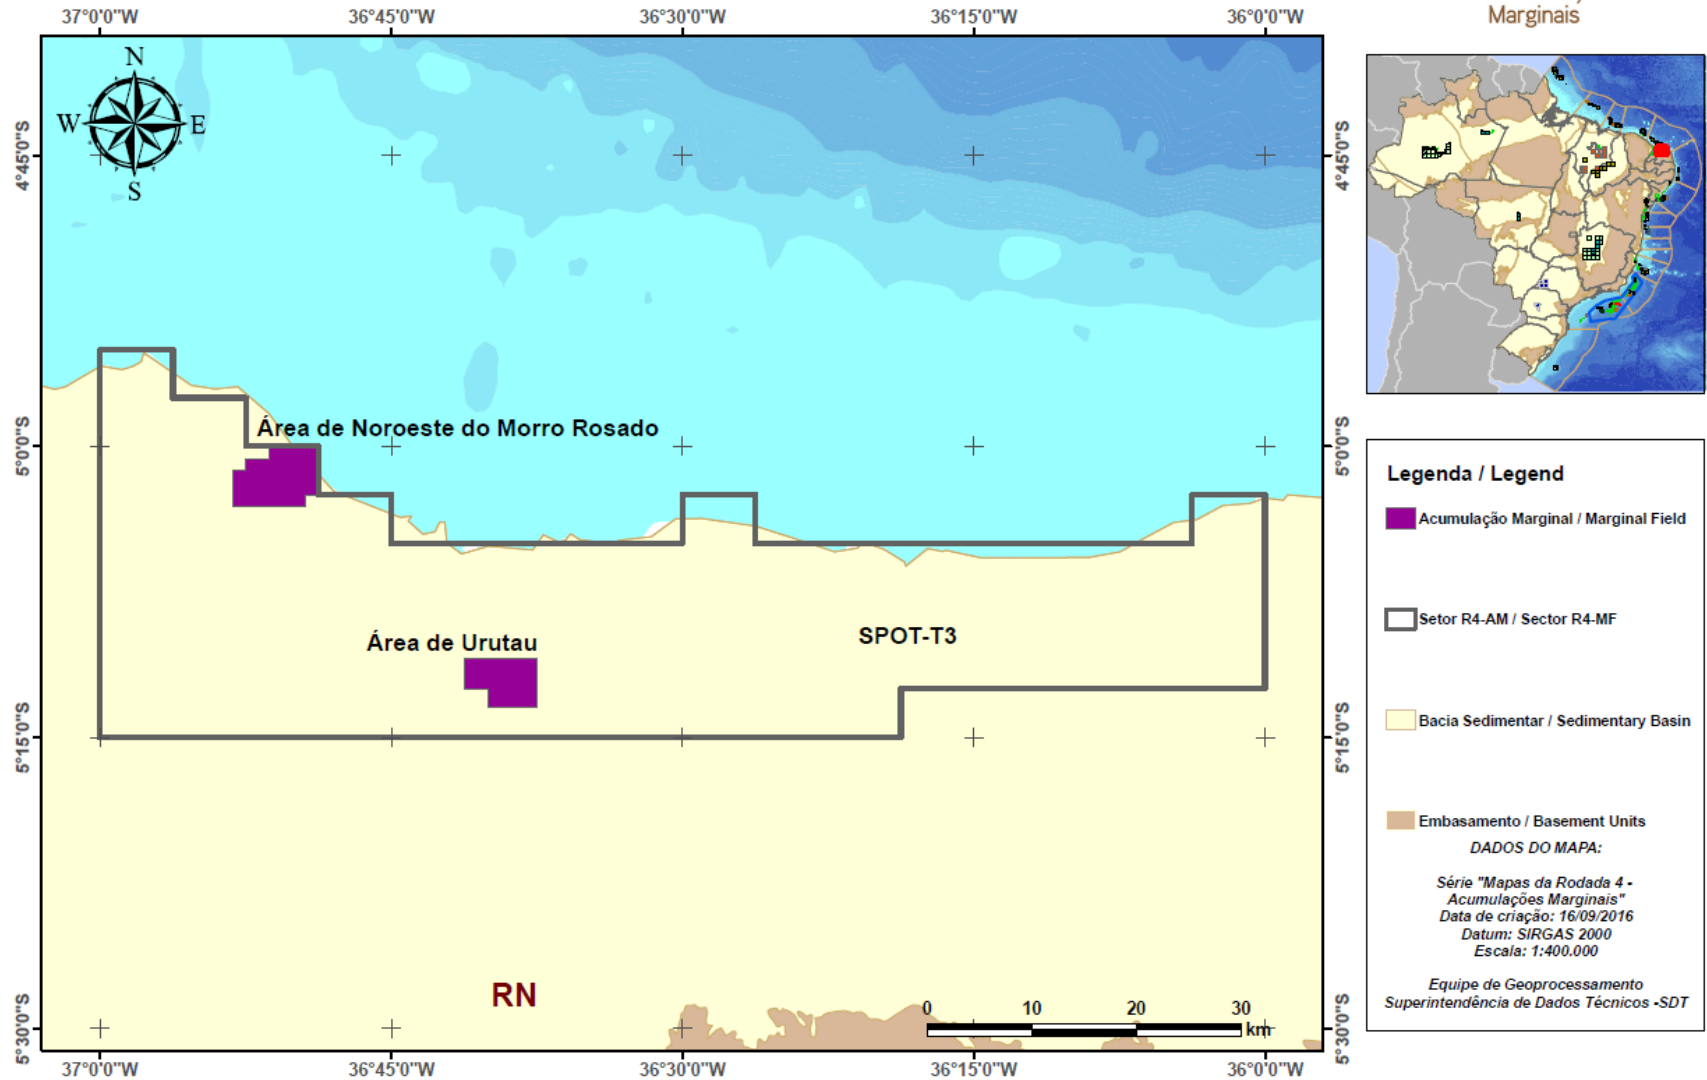 37°0'0"W 36°45'0"W 36°30'0"W 36°15'0"W 36°0'0"W
Marginais
N
W E
S
4°45'0"S 4°45'0"S
5°0'0"S 5°0'0"S
Área de Noroeste do Morro Rosado
Área de Urutau
SPOT-T3
5°15'0"S 5°15'0"S
RN
0 10 20 30
km
5°30'0"S 5°30'0"S
37°0'0"W 36°45'0"W 36°30'0"W 36°15'0"W 36°0'0"W
Legenda / Legend
Acumulação Marginal / Marginal Field
Setor R4-AM / Sector R4-MF
Bacia Sedimentar / Sedimentary Basin
Embasamento / Basement Units
DADOS DO MAPA:
Série "Mapas da Rodada 4 -
Acumulações Marginais"
Data de criação: 16/09/2016
Datum: SIRGAS 2000
Escala: 1:400.000
Equipe de Geoprocessamento
Superintendência de Dados Técnicos -SDT